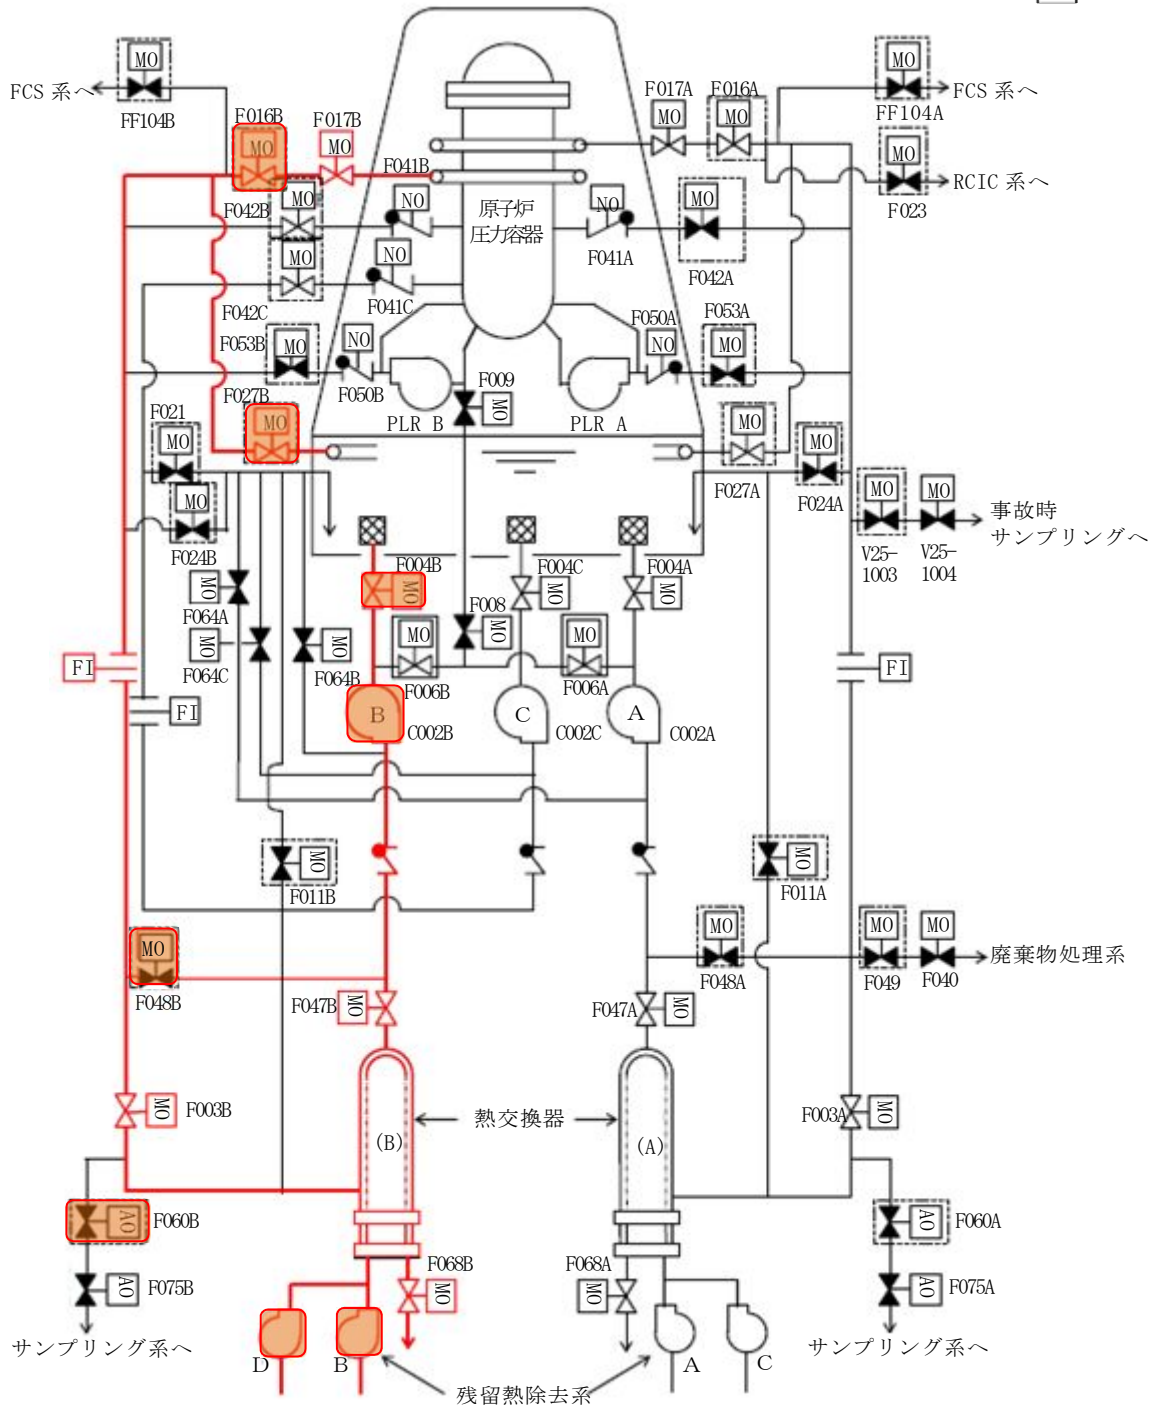 MO
FCS 系へ
FF104B
F016B
MO
F017B
MO
F041B
F017A
MO
F016A
MO
MO
FCS 系へ
FF104A
MO
RCIC 系へ
F023
F042B
MO
NO
原子炉
圧力容器
NO
F041A
MO
F042A
MO
F042C
NO
F041C
F053B
MO
NO
F050B
F050A
NO
F053A
MO
PLR B
F009
MO
PLR A
F027B
MO
F021
MO
MO
F024B
MO
F027A
MO
F024A
MO
V25-
1003
MO
V25-
1004
事故時
サンプリングへ
F004B
MO
F004C
MO
F004A
MO
MO
F064A
MO
F064C
MO
F064B
MO
F006B
F008
MO
MO
F006A
FI
FI
FI
B
C002B
C
C002C
A
C002A
MO
F011B
MO
F011A
MO
F048B
MO
F048A
MO
F049
MO
F040
廃棄物処理系
F047B
MO
F047A
MO
MO
F003B
熱交換器
F003A
MO
(B)
(A)
AO
F060B
AO
F060A
AO
F075B
F068B
MO
F068A
MO
AO
F075A
サンプリング系へ
D
B
A
C
サンプリング系へ
残留熱除去系